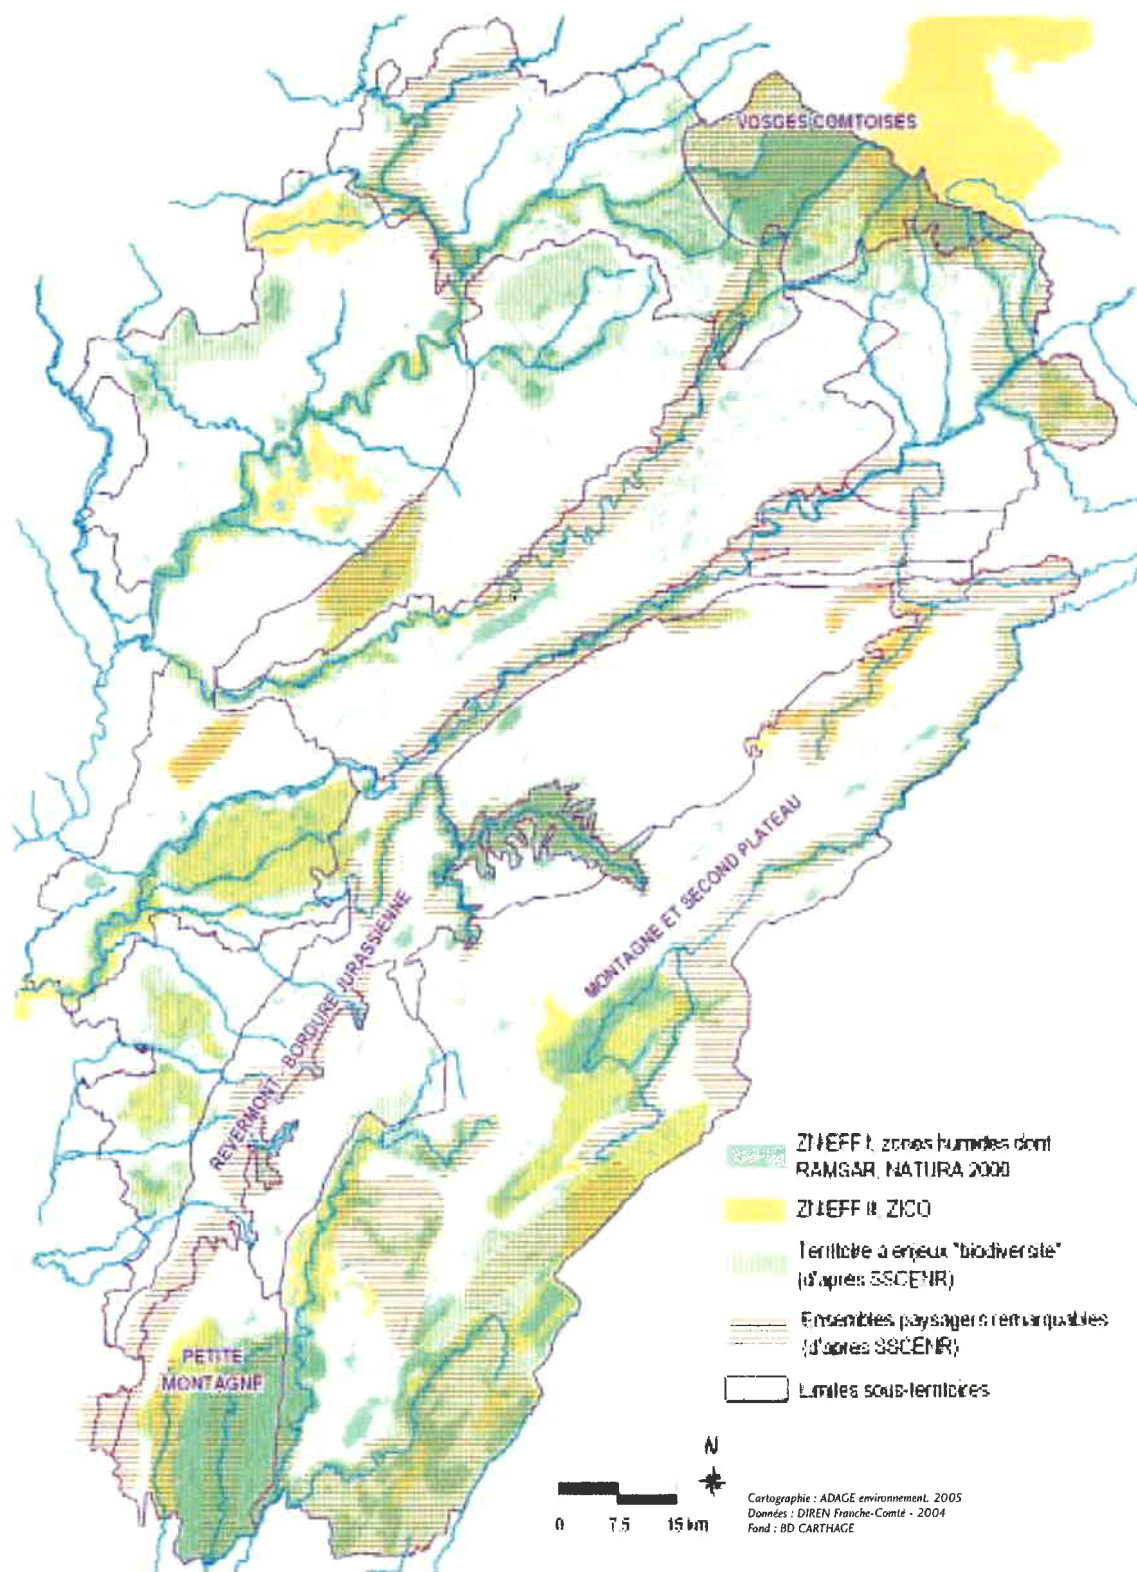 VOSGES COMTOISES
MONTAGNE ET SECOND PLATEAU
REVERMONT - BORDURE JURASSIENNE
PETITE
MONTAGNE
ZNIEFF I, zones humides dont
RAMSAR, NATURA 2000
ZNIEFF II, ZICO
Territoire à enjeux "biodiversité"
(d'après SSCENR)
Ensembles paysagers remarquables
(d'après SSCENR)
Limites sous-territoires
N
0 7.5 15 km
Cartographie : ADAGE environnement. 2005
Données : DIREN Franche-Comté - 2004
Fond : BD CARTHAGE